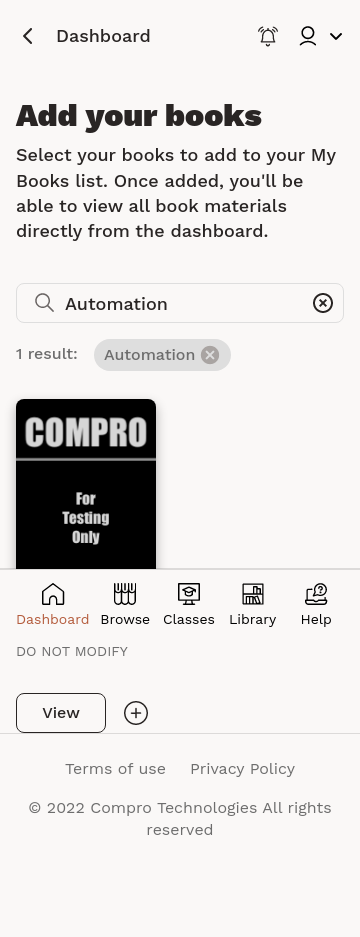 Dashboard
Add your books
Select your books to add to your My
Books list. Once added, you'll be
able to view all book materials
directly from the dashboard.
Automation
1 result:
Automation
COMPRO
For
Testing
Only
Dashboard
Browse
Classes
Library
Help
DO NOT MODIFY
View
Terms of use
Privacy Policy
© 2022 Compro Technologies All rights
reserved